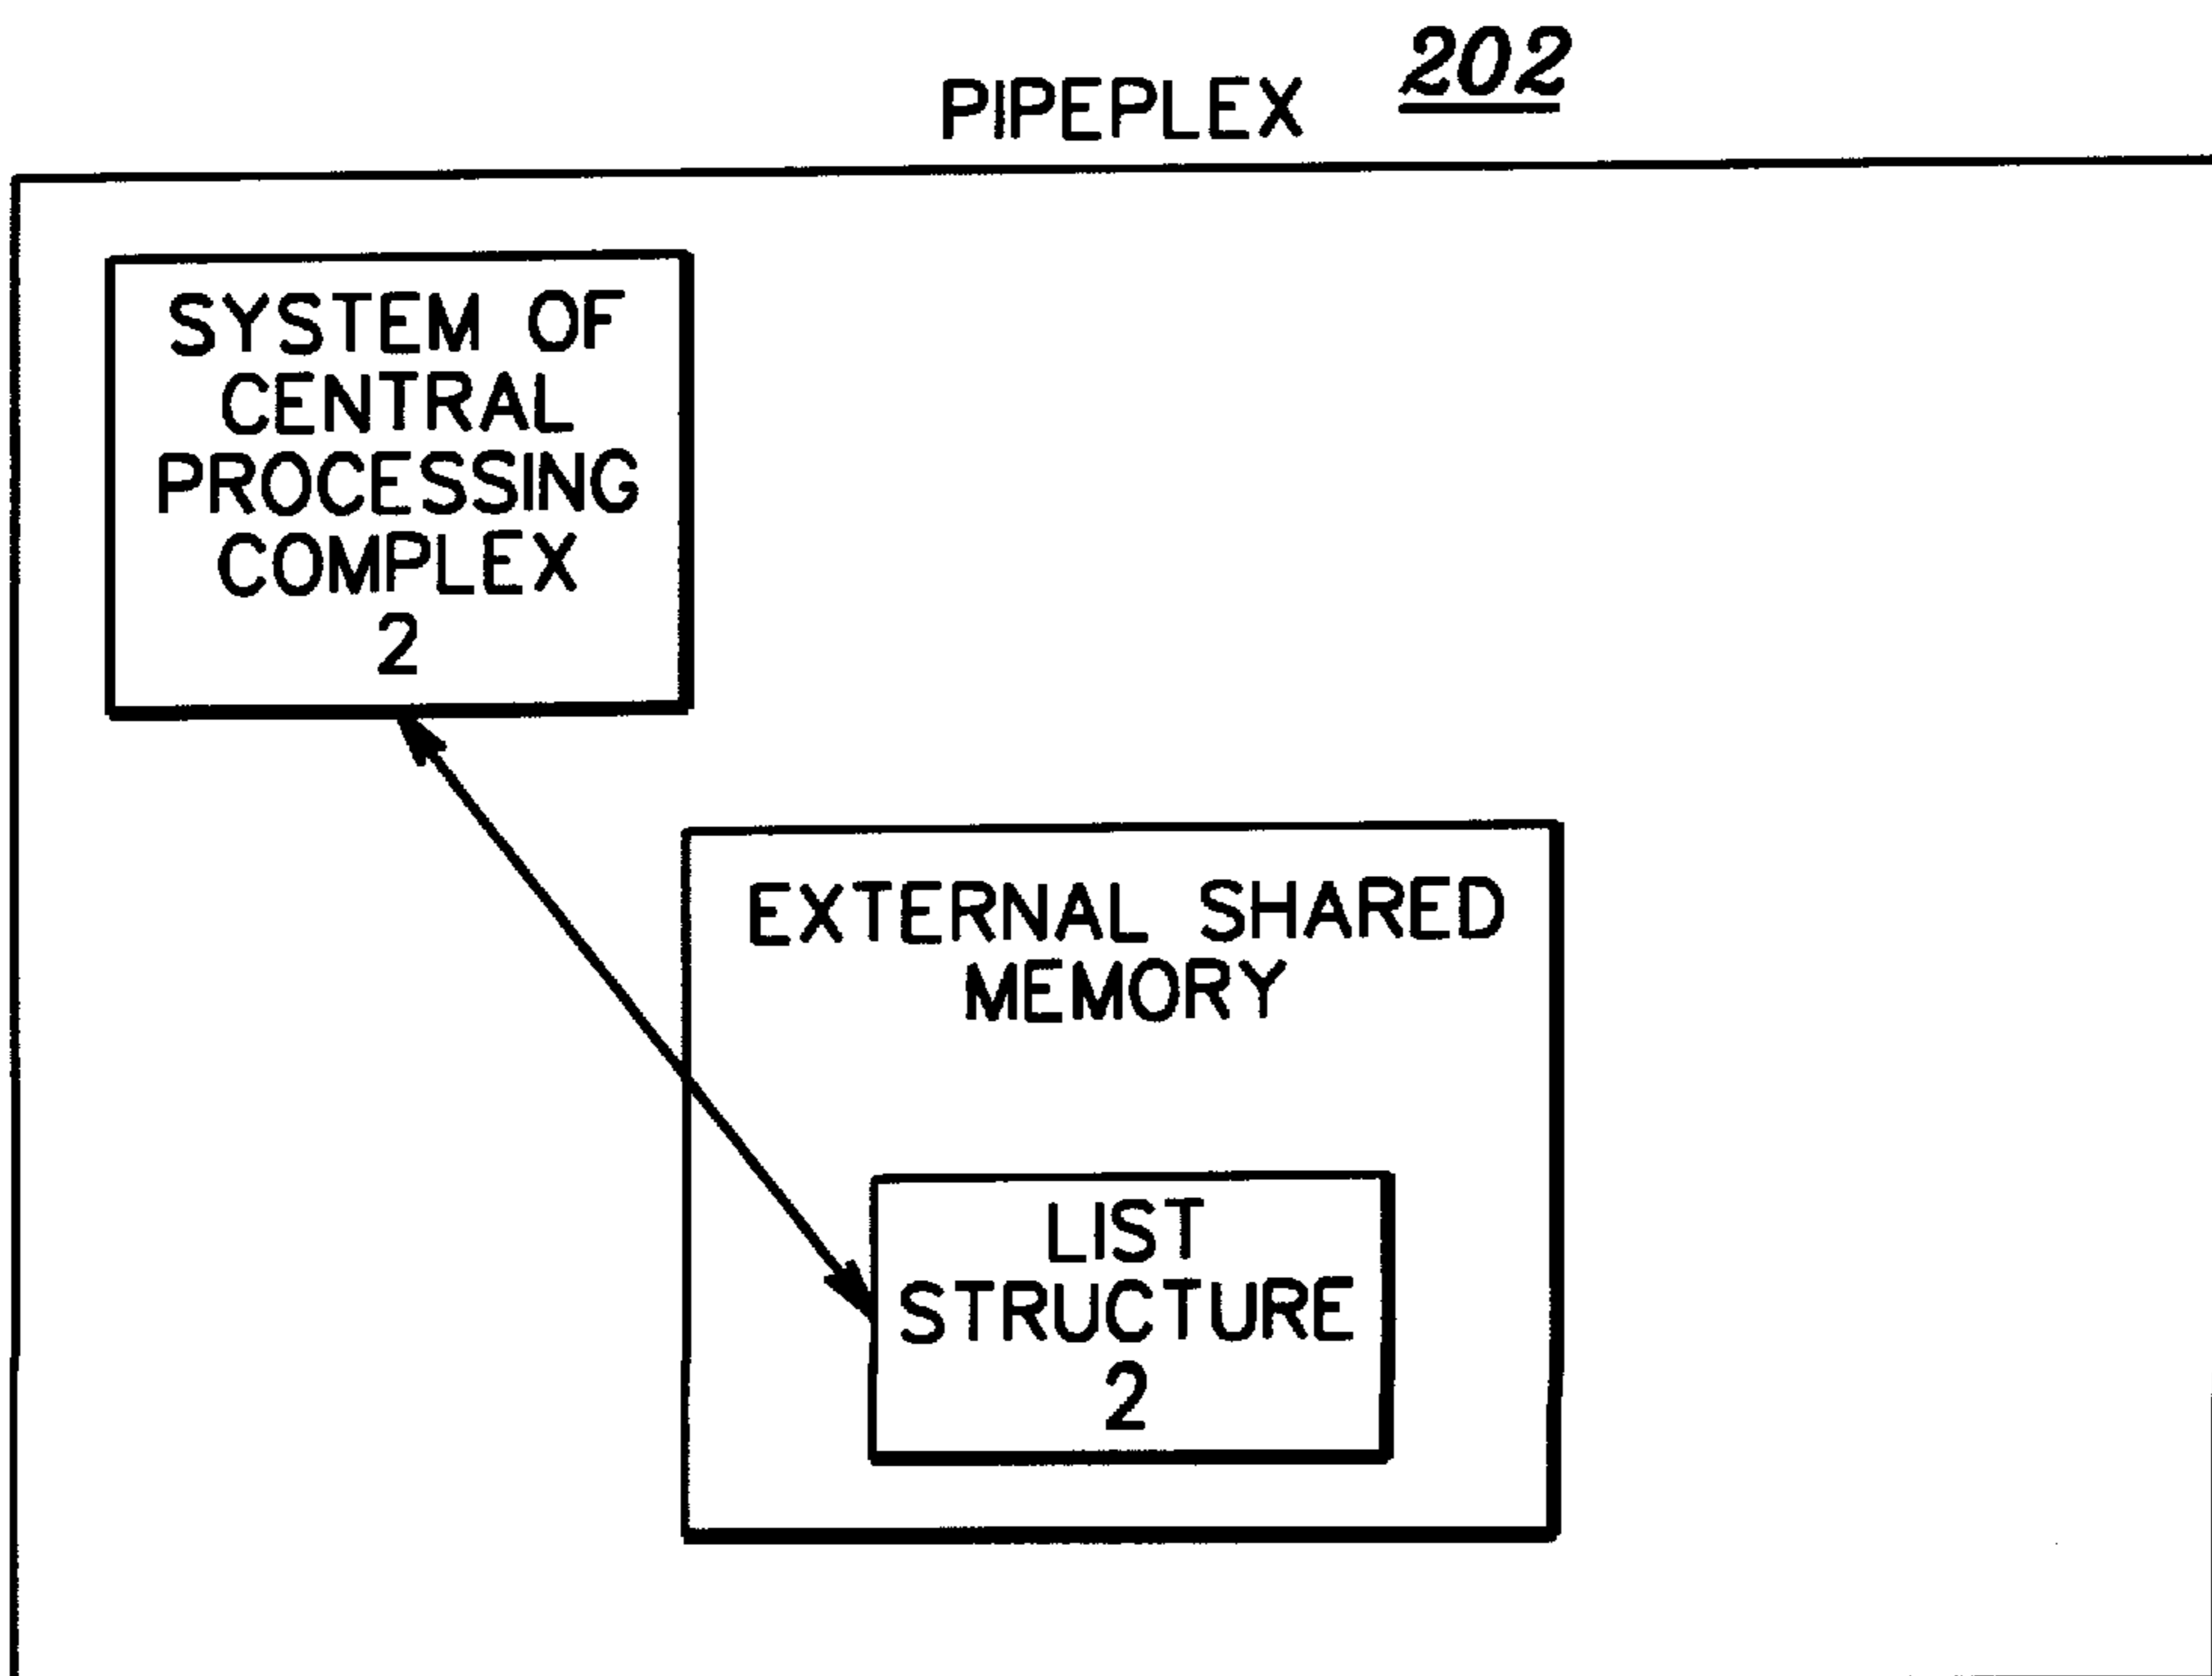 PIPEPLEX 202
SYSTEM OF
CENTRAL
PROCESSING
COMPLEX
2
EXTERNAL SHARED
MEMORY
LIST
STRUCTURE
2